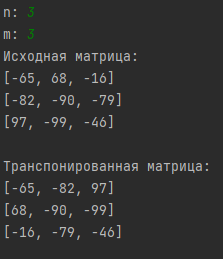 n: 3
m: 3
Исходная матрица:
[-65, 68, -16]
[-82, -90, -79]
[97, -99, -46]
Транспонированная матрица:
[-65, -82, 97]
[68, -90, -99]
[-16, -79, -46]